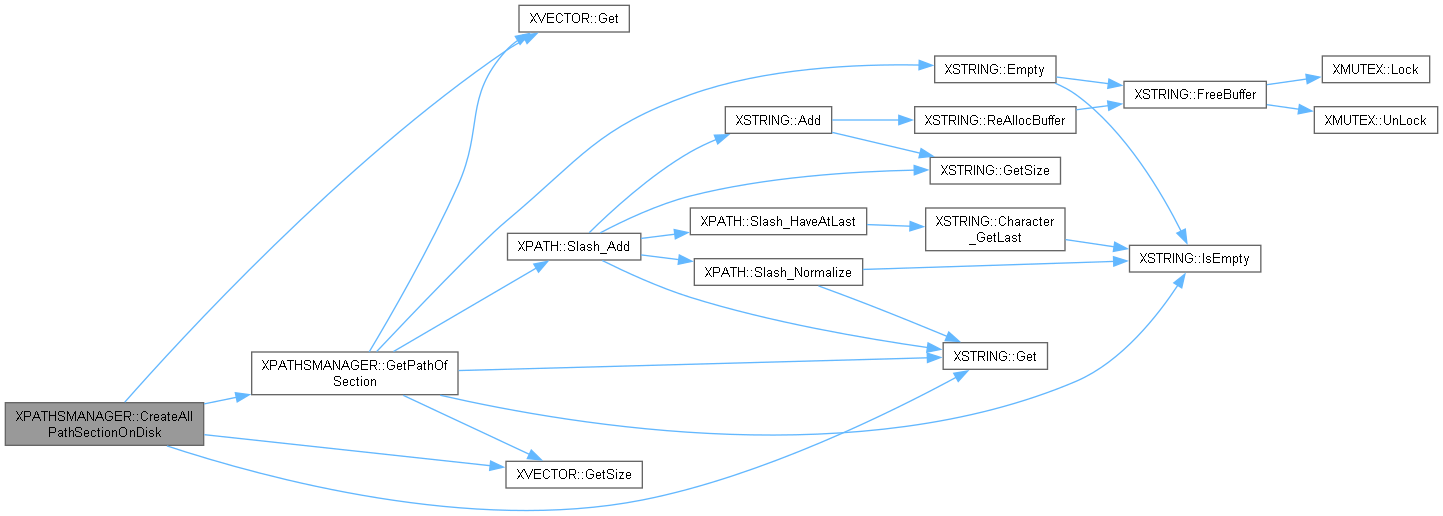 XVECTOR::Get
XSTRING::Empty
XMUTEX::Lock
XSTRING::FreeBuffer
XSTRING::Add
XSTRING::ReAllocBuffer
XMUTEX::UnLock
XSTRING::GetSize
XPATH::Slash_HaveAtLast
XSTRING::Character
_GetLast
XPATH::Slash_Add
XSTRING::IsEmpty
XPATH::Slash_Normalize
XSTRING::Get
XPATHSMANAGER::GetPathOf
Section
XPATHSMANAGER::CreateAll
PathSectionOnDisk
XVECTOR::GetSize